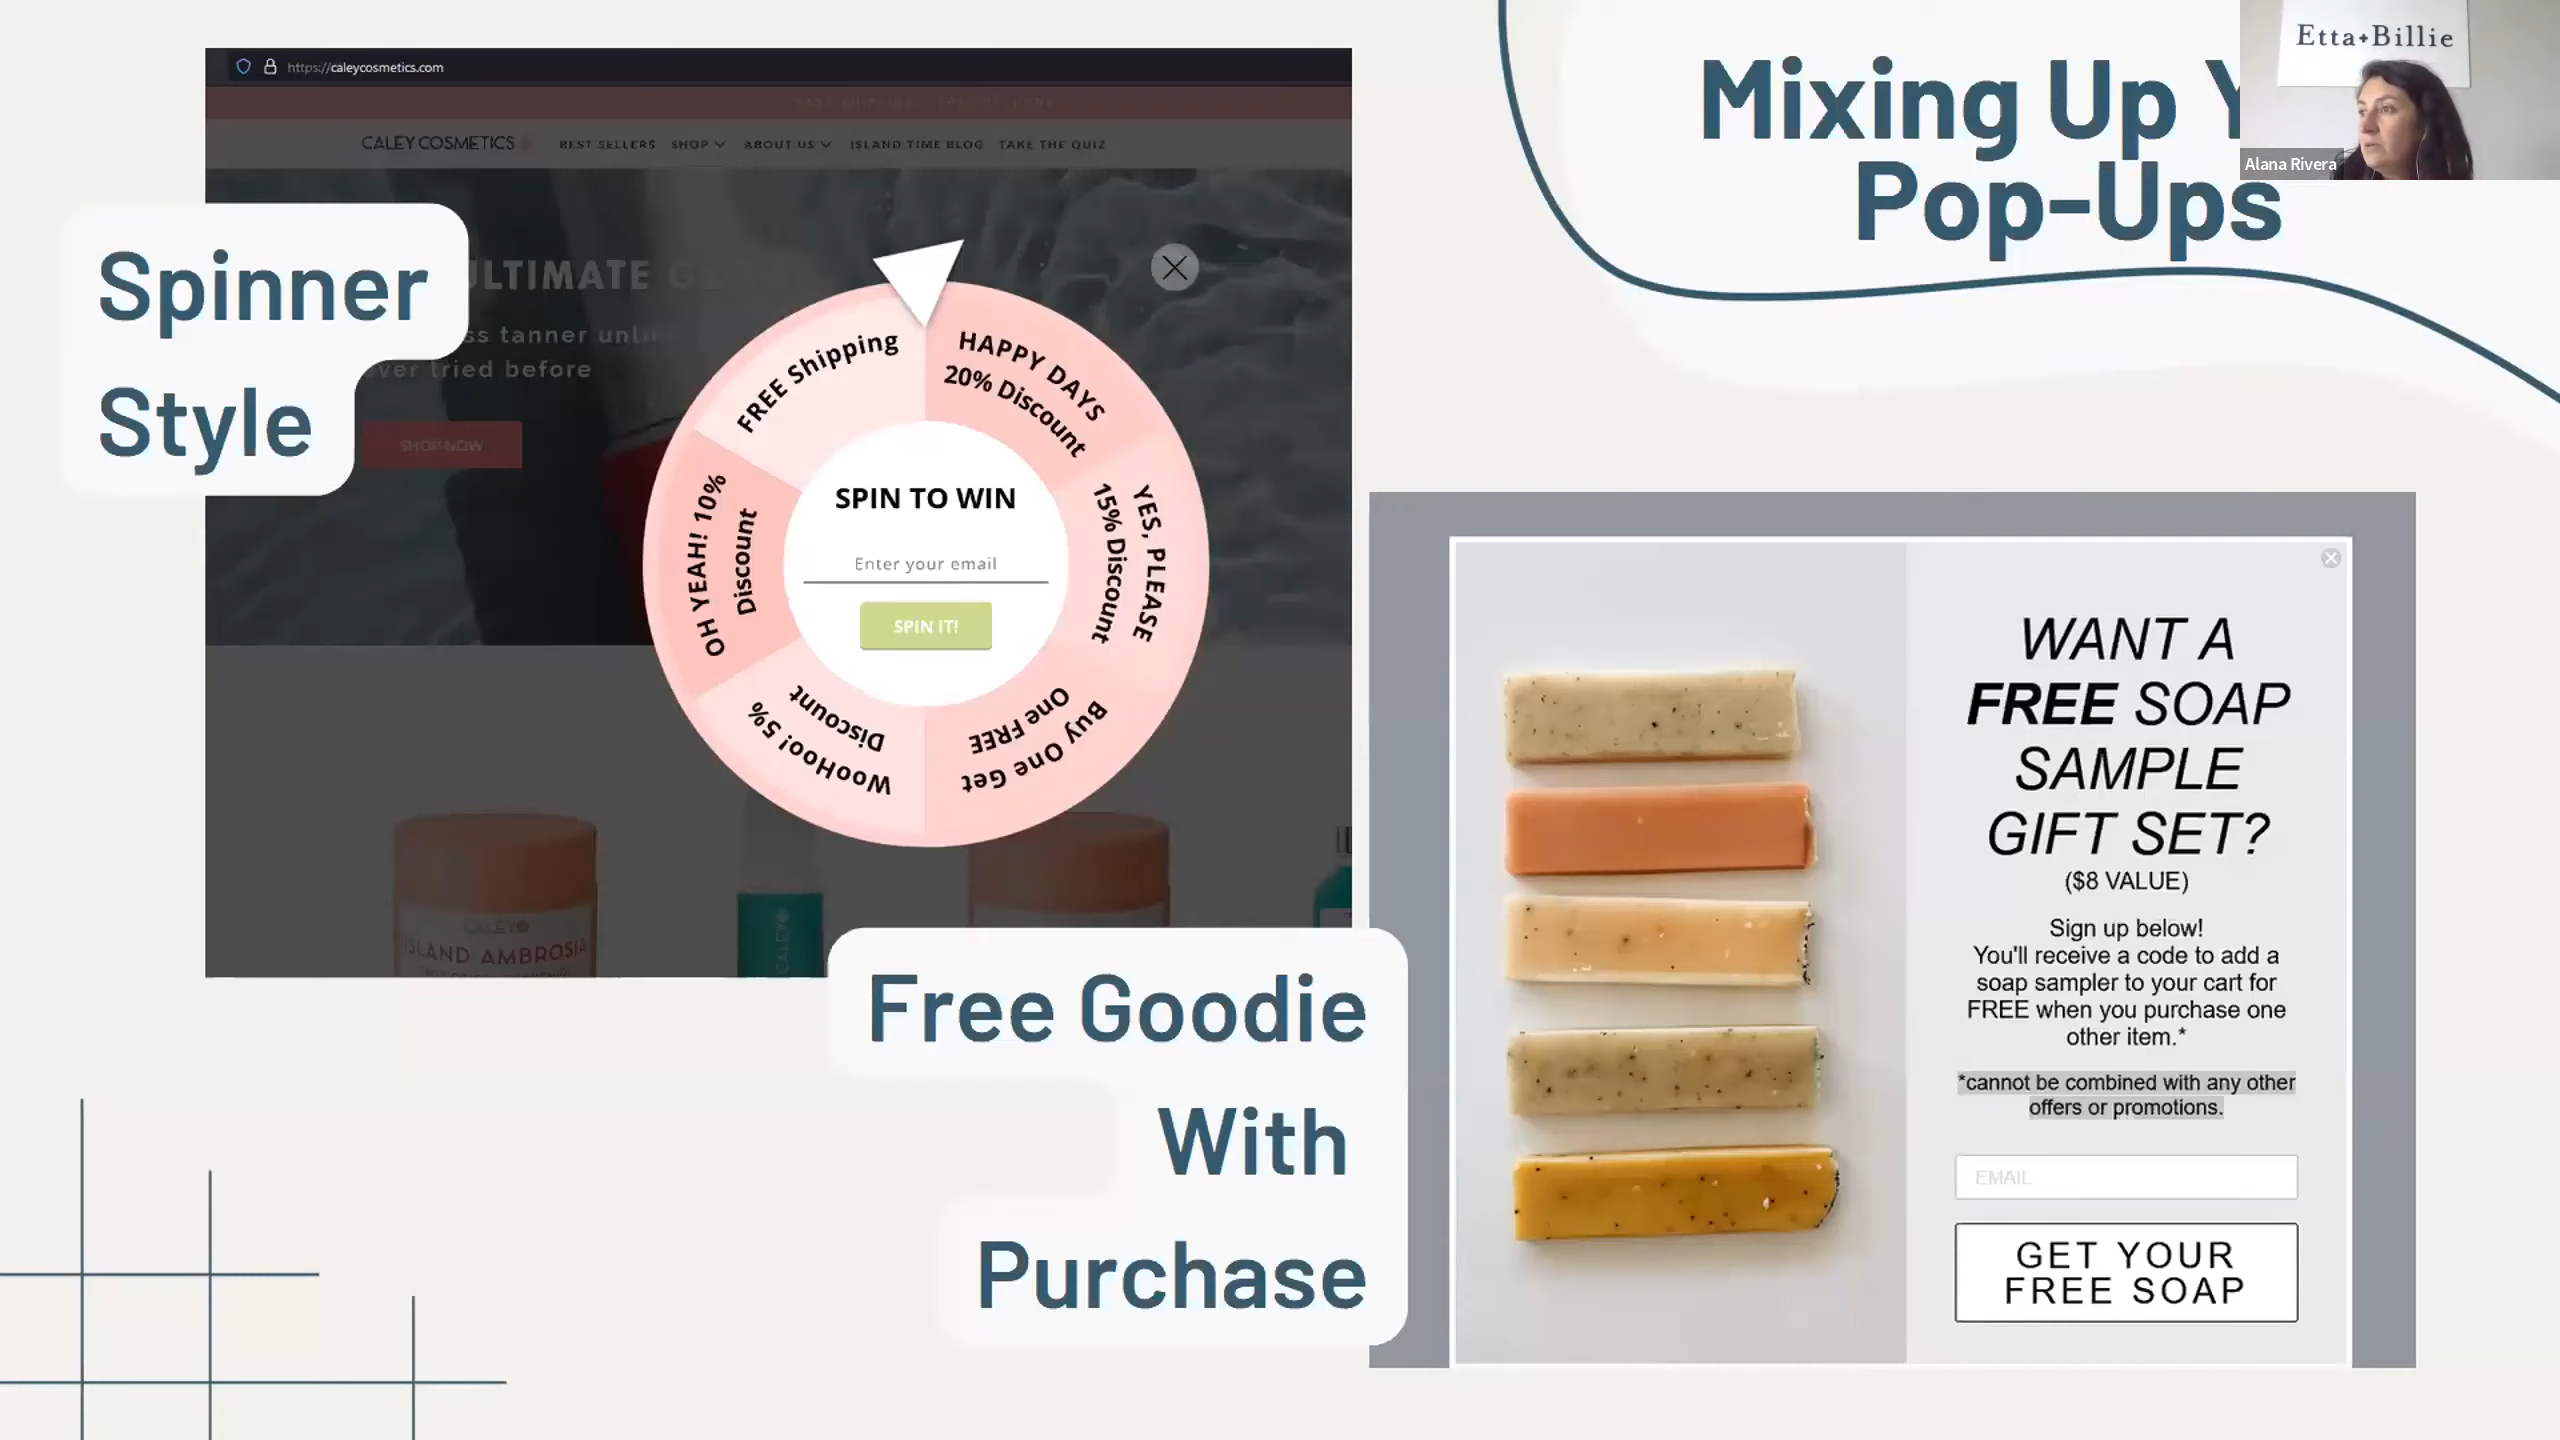 https://caleycosmetics.com
CALEY COSMETICS
BEST SELLERS SHOP ABOUT US ISLAND TIME BLOG TAKE THE QUIZ
Spinner
Style
ULTIMATE
ss tanner
ever tried before
SHOP NOW
FREE Shipping
HAPPY DAYS
20% Discount
YES, PLEASE
15% Discount
Buy One Get
One FREE
WooHoo! 5%
Discount
OH YEAH! 10%
Discount
SPIN TO WIN
Enter your email
SPIN IT!
CALEY
ISLAND AMBROSIA
CALEY
Mixing Up Y
Pop-Ups
Etta+Billie
Alana Rivera
Free Goodie
With
Purchase
WANT A
FREE SOAP
SAMPLE
GIFT SET?
($8 VALUE)
Sign up below!
You'll receive a code to add a
soap sampler to your cart for
FREE when you purchase one
other item.*
*cannot be combined with any other
offers or promotions.
EMAIL
GET YOUR
FREE SOAP